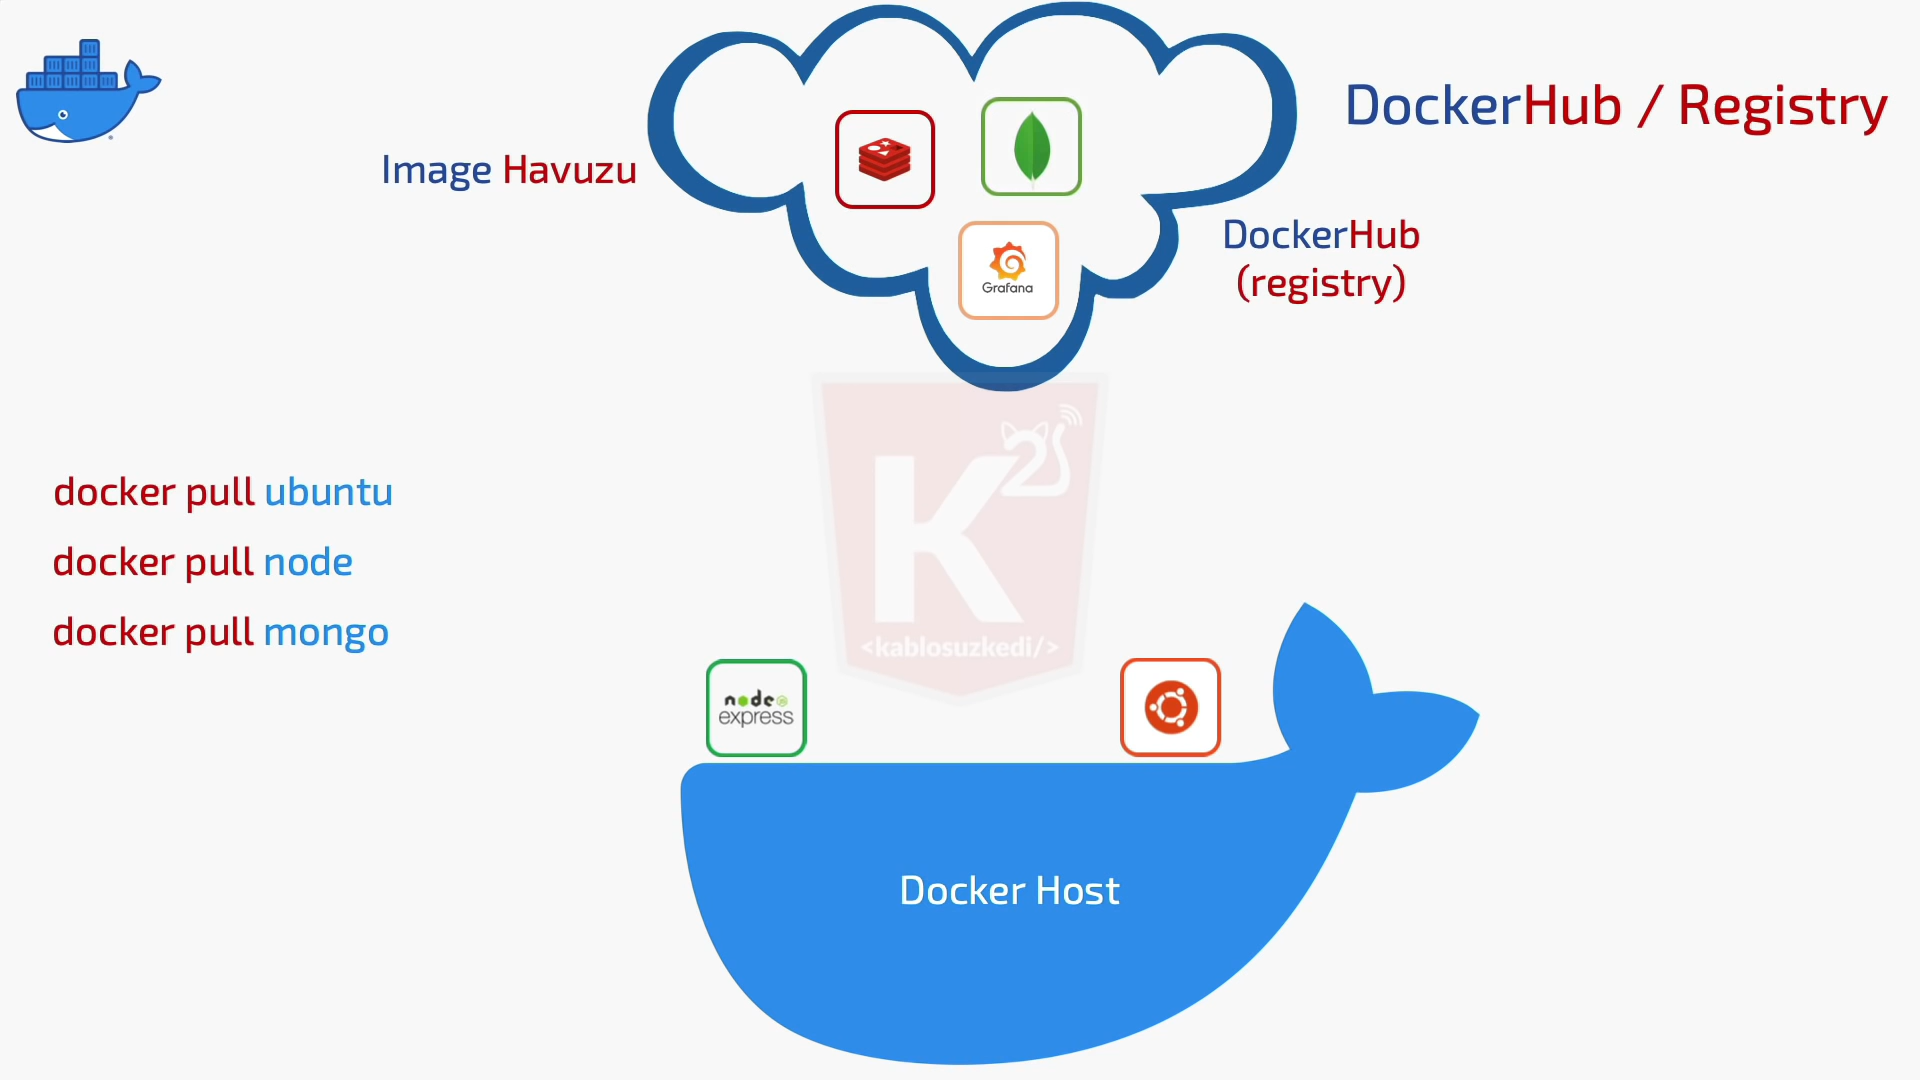 DockerHub / Registry
Image Havuzu
DockerHub
(registry)
Grafana
docker pull ubuntu
docker pull node
docker pull mongo
K
<kablosuzkedi/>
node
express
Docker Host